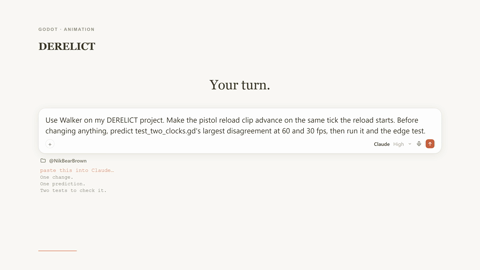 GODOT · ANIMATION
DERELICT
Your turn.
Use Walker on my DERELICT project. Make the pistol reload clip advance on the same tick the reload starts. Before
changing anything, predict test_two_clocks.gd's largest disagreement at 60 and 30 fps, then run it and the edge test.
+ Claude High
@NikBearBrown
paste this into Claude…
One change.
One prediction.
Two tests to check it.